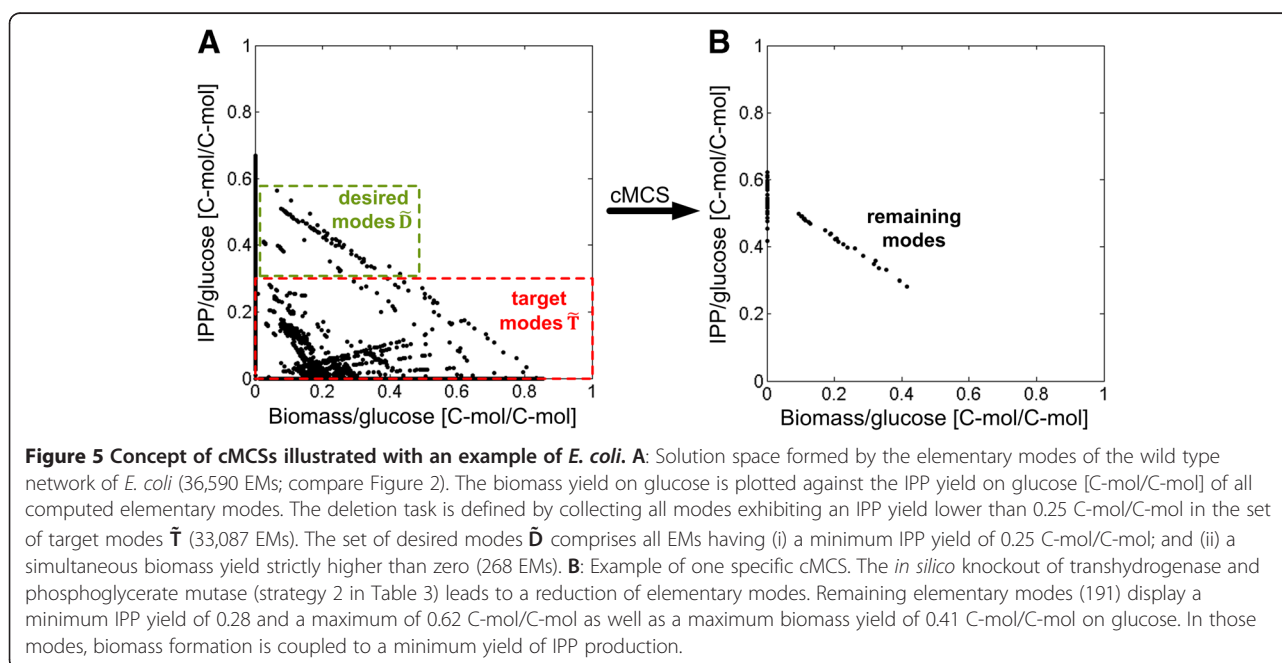 A
B
1
0.8
0.6
0.4
0.2
0
0
0.2
0.4
0.6
0.8
1
IPP/glucose [C-mol/C-mol]
Biomass/glucose [C-mol/C-mol]
desired
modes D̃
target
modes T̃
cMCS
1
0.8
0.6
0.4
0.2
0
0
0.2
0.4
0.6
0.8
1
IPP/glucose [C-mol/C-mol]
Biomass/glucose [C-mol/C-mol]
remaining
modes
Figure 5 Concept of cMCSs illustrated with an example of E. coli. A: Solution space formed by the elementary modes of the wild type
network of E. coli (36,590 EMs; compare Figure 2). The biomass yield on glucose is plotted against the IPP yield on glucose [C-mol/C-mol] of all
computed elementary modes. The deletion task is defined by collecting all modes exhibiting an IPP yield lower than 0.25 C-mol/C-mol in the set
of target modes T̃ (33,087 EMs). The set of desired modes D̃ comprises all EMs having (i) a minimum IPP yield of 0.25 C-mol/C-mol; and (ii) a
simultaneous biomass yield strictly higher than zero (268 EMs). B: Example of one specific cMCS. The in silico knockout of transhydrogenase and
phosphoglycerate mutase (strategy 2 in Table 3) leads to a reduction of elementary modes. Remaining elementary modes (191) display a
minimum IPP yield of 0.28 and a maximum of 0.62 C-mol/C-mol as well as a maximum biomass yield of 0.41 C-mol/C-mol on glucose. In those
modes, biomass formation is coupled to a minimum yield of IPP production.